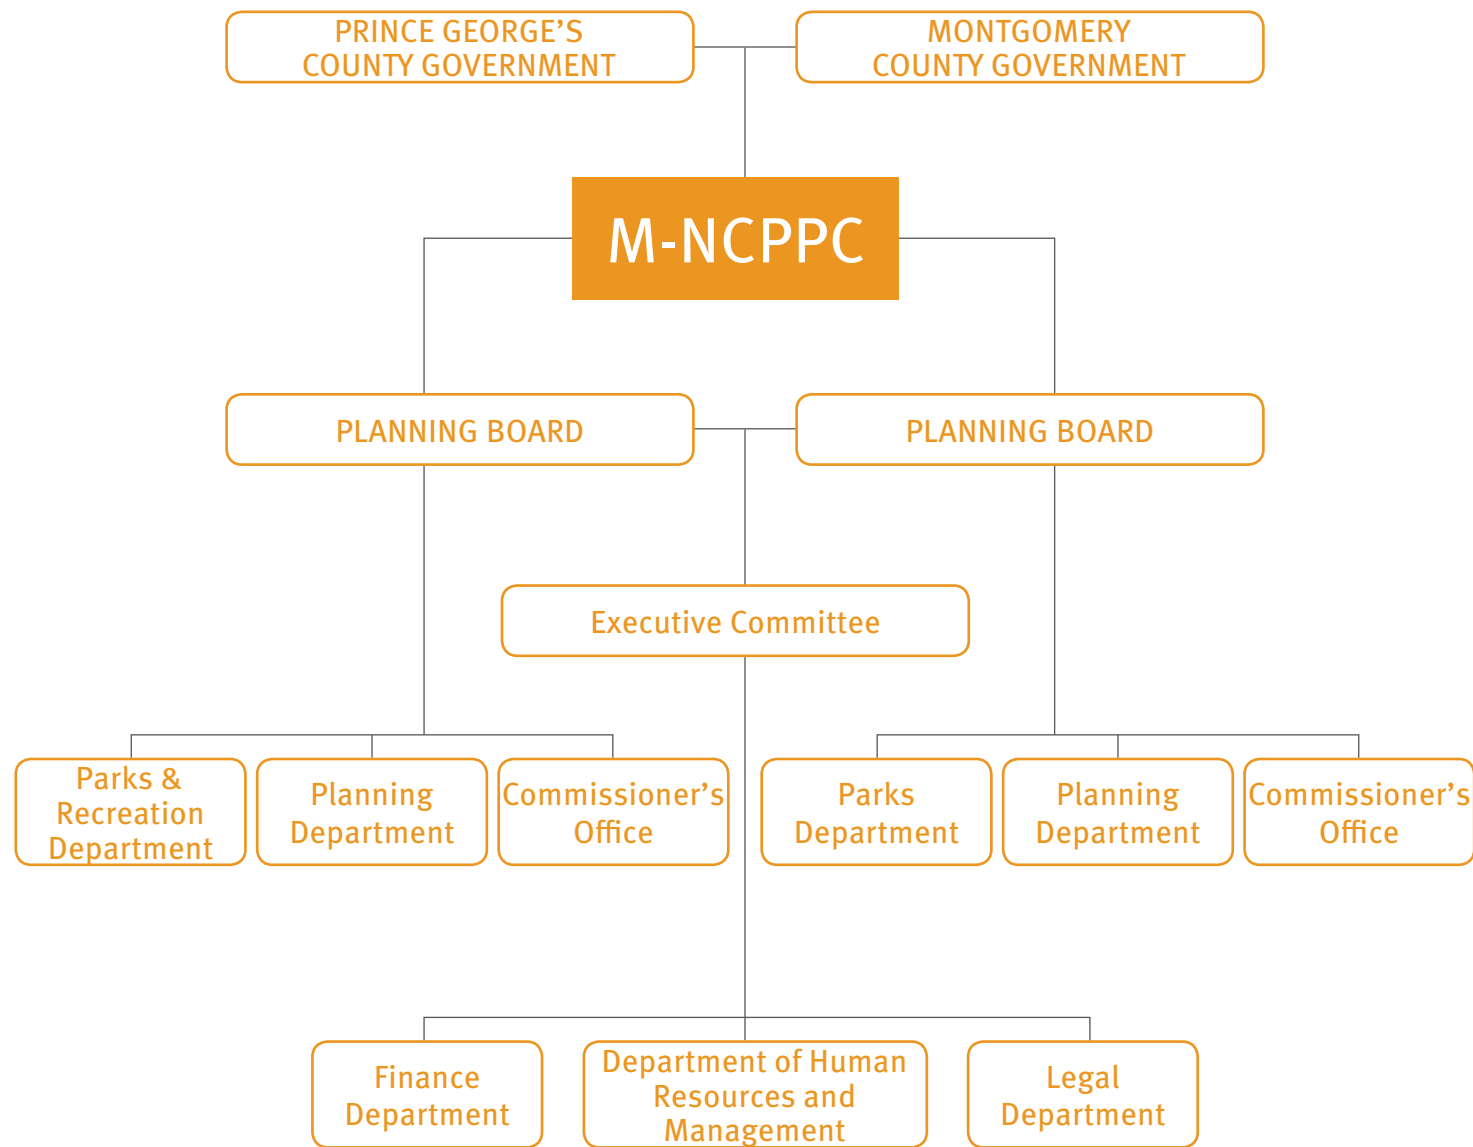 PRINCE GEORGE’S
COUNTY GOVERNMENT
MONTGOMERY
COUNTY GOVERNMENT
M-NCPPC
PLANNING BOARD
PLANNING BOARD
Executive Committee
Parks &
Recreation
Department
Planning
Department
Commissioner’s
Office
Parks
Department
Planning
Department
Commissioner’s
Office
Finance
Department
Department of Human
Resources and
Management
Legal
Department